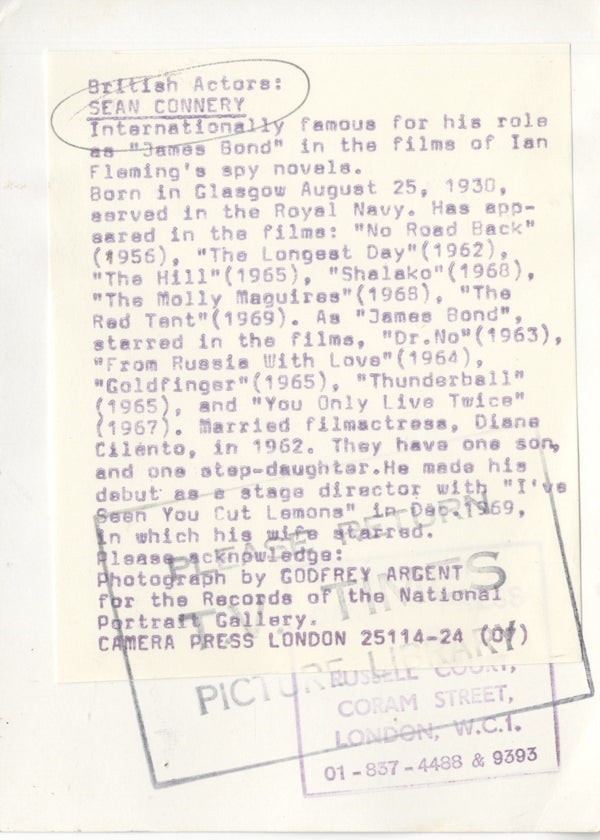 British Actors:
SEAN CONNERY
Internationally famous for his role
as "James Bond" in the films of Ian
Fleming's spy novels.
Born in Glasgow August 25, 1930,
served in the Royal Navy. Has app-
eared in the films: "No Road Back"
(1956), "The Longest Day"(1962),
"The Hill"(1965), "Shalako"(1968),
"The Molly Maguires"(1968), "The
Red Tent"(1969). As "James Bond",
starred in the films, "Dr.No"(1963),
"From Russia With Love"(1964),
"Goldfinger"(1965), "Thunderball"
(1965), and "You Only Live Twice"
(1967). Married filmactress, Diane
Cilento, in 1962. They have one son,
and one step-daughter.He made his
debut as a stage director with "I've
Seen You Cut Lemons" in Dec.1969,
in which his wife starred.
Please acknowledge:
Photograph by GODFREY ARGENT
for the Records of the National
Portrait Gallery.
CAMERA PRESS LONDON 25114-24 (OY)
PLEASE RETURN
T.V. TIMES
PICTURE LIBRARY
RUSSELL COURT,
CORAM STREET,
LONDON, W.C.1.
01-837-4488 & 9393